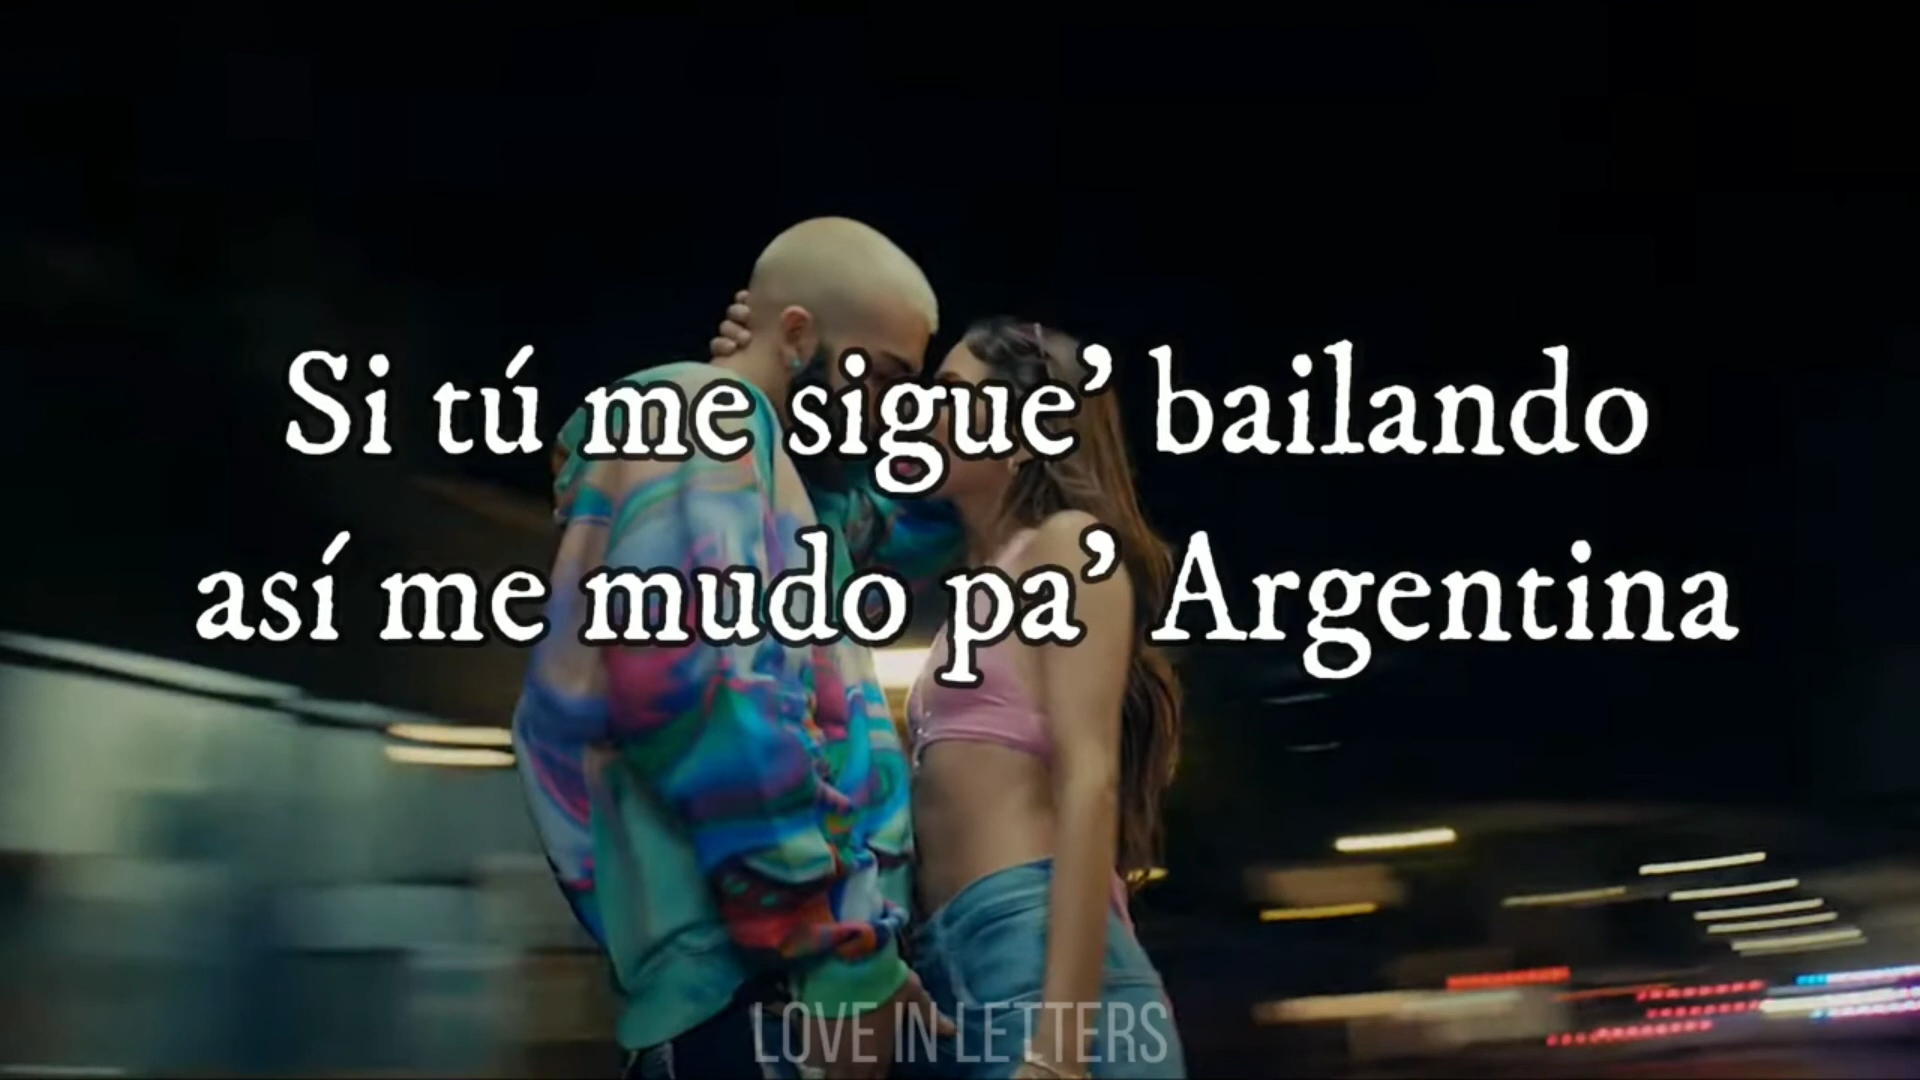 Si tú me sigue’ bailando
así me mudo pa’ Argentina
LOVE IN LETTERS